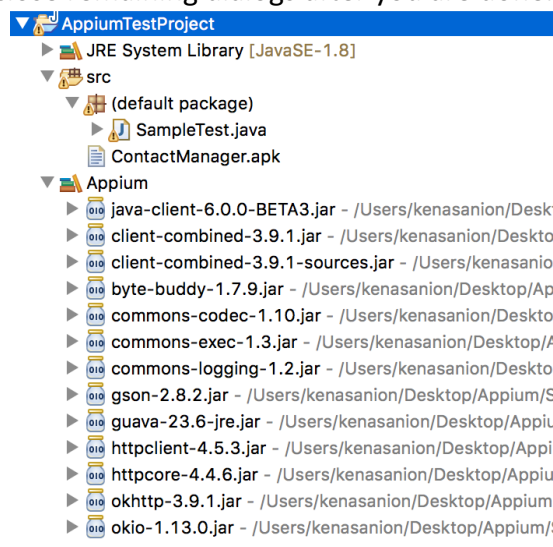 AppiumTestProject
JRE System Library [JavaSE-1.8]
src
(default package)
SampleTest.java
ContactManager.apk
Appium
java-client-6.0.0-BETA3.jar - /Users/kenasanion/Deskt
client-combined-3.9.1.jar - /Users/kenasanion/Deskto
client-combined-3.9.1-sources.jar - /Users/kenasanio
byte-buddy-1.7.9.jar - /Users/kenasanion/Desktop/Ap
commons-codec-1.10.jar - /Users/kenasanion/Deskto
commons-exec-1.3.jar - /Users/kenasanion/Desktop/A
commons-logging-1.2.jar - /Users/kenasanion/Deskto
gson-2.8.2.jar - /Users/kenasanion/Desktop/Appium/S
guava-23.6-jre.jar - /Users/kenasanion/Desktop/Appiu
httpclient-4.5.3.jar - /Users/kenasanion/Desktop/Appi
httpcore-4.4.6.jar - /Users/kenasanion/Desktop/Appiu
okhttp-3.9.1.jar - /Users/kenasanion/Desktop/Appium
okio-1.13.0.jar - /Users/kenasanion/Desktop/Appium/S